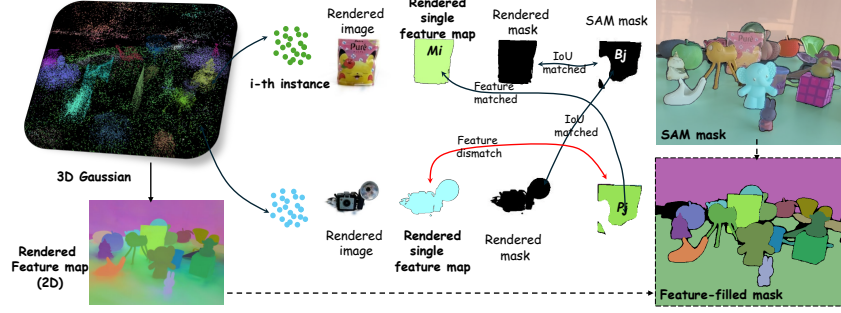 Rendered
image
Rendered
single
feature map
Rendered
mask
SAM mask
Pure
Mi
Bj
IoU
matched
i-th instance
Feature
matched
Pure
SAM mask
IoU
matched
Feature
dismatch
3D Gaussian
Pj
Rendered
Feature map
(2D)
Rendered
image
Rendered
single
feature map
Rendered
mask
Feature-filled mask